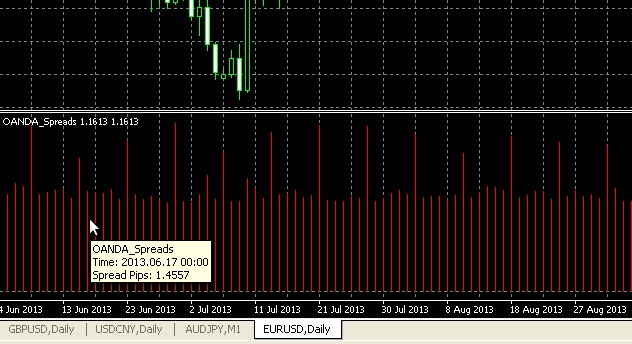 OANDA_Spreads 1.1613 1.1613
OANDA_Spreads
Time: 2013.06.17 00:00
Spread Pips: 1.4557
4 Jun 2013 13 Jun 2013 23 Jun 2013 2 Jul 2013 11 Jul 2013 21 Jul 2013 30 Jul 2013 8 Aug 2013 18 Aug 2013 27 Aug 2013
GBPUSD,Daily USDCNY,Daily AUDJPY,M1 EURUSD,Daily